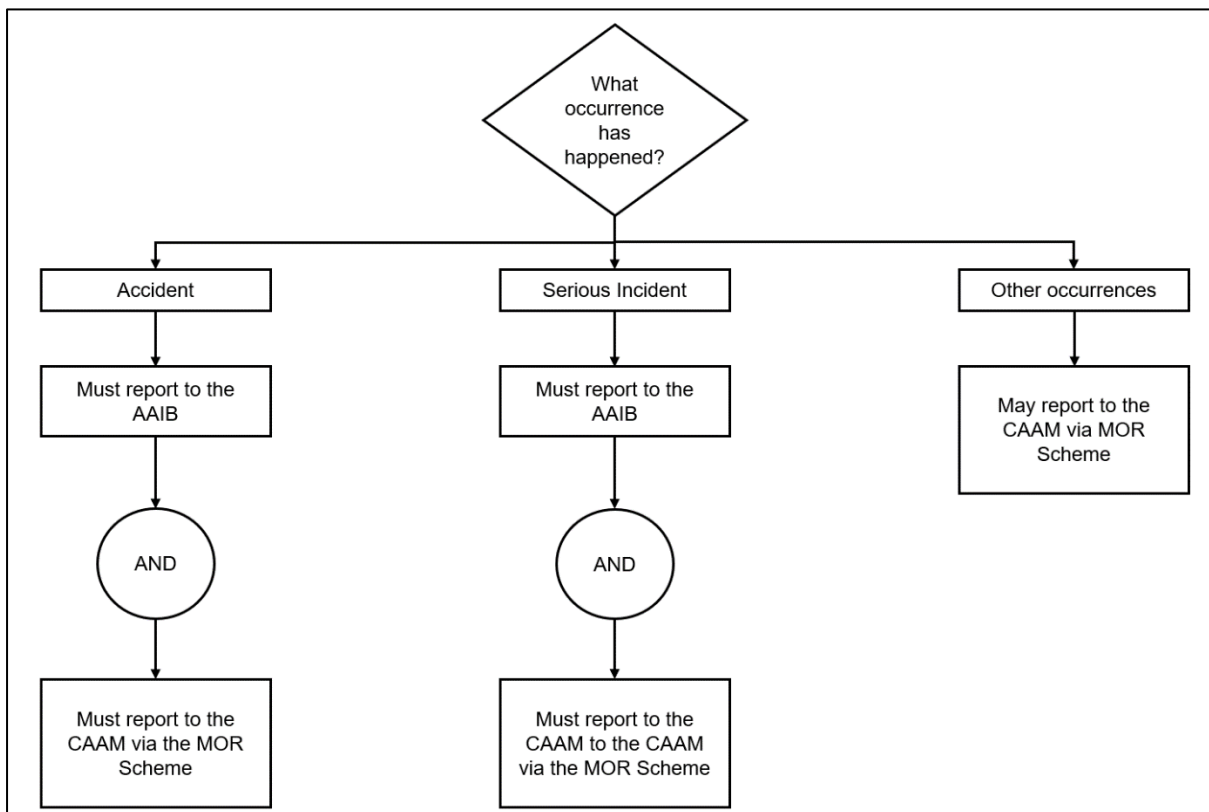 What
occurrence
has
happened?
Accident
Serious Incident
Other occurrences
Must report to the
AAIB
Must report to the
AAIB
May report to the
CAAM via MOR
Scheme
AND
AND
Must report to the
CAAM via the MOR
Scheme
Must report to the
CAAM to the CAAM
via the MOR Scheme